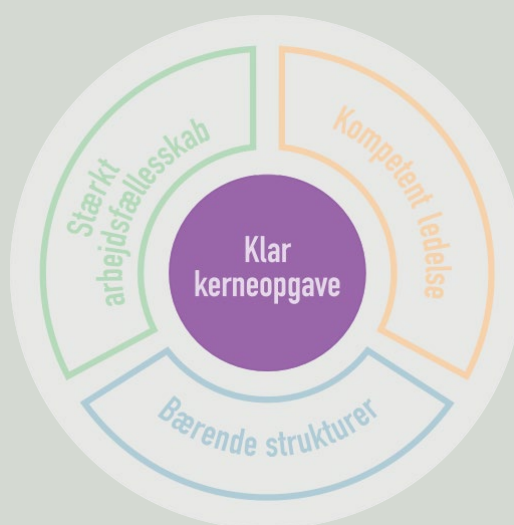 Stærkt
arbejdsfællesskab
Kompetent ledelse
Klar
kerneopgave
Bærende strukturer